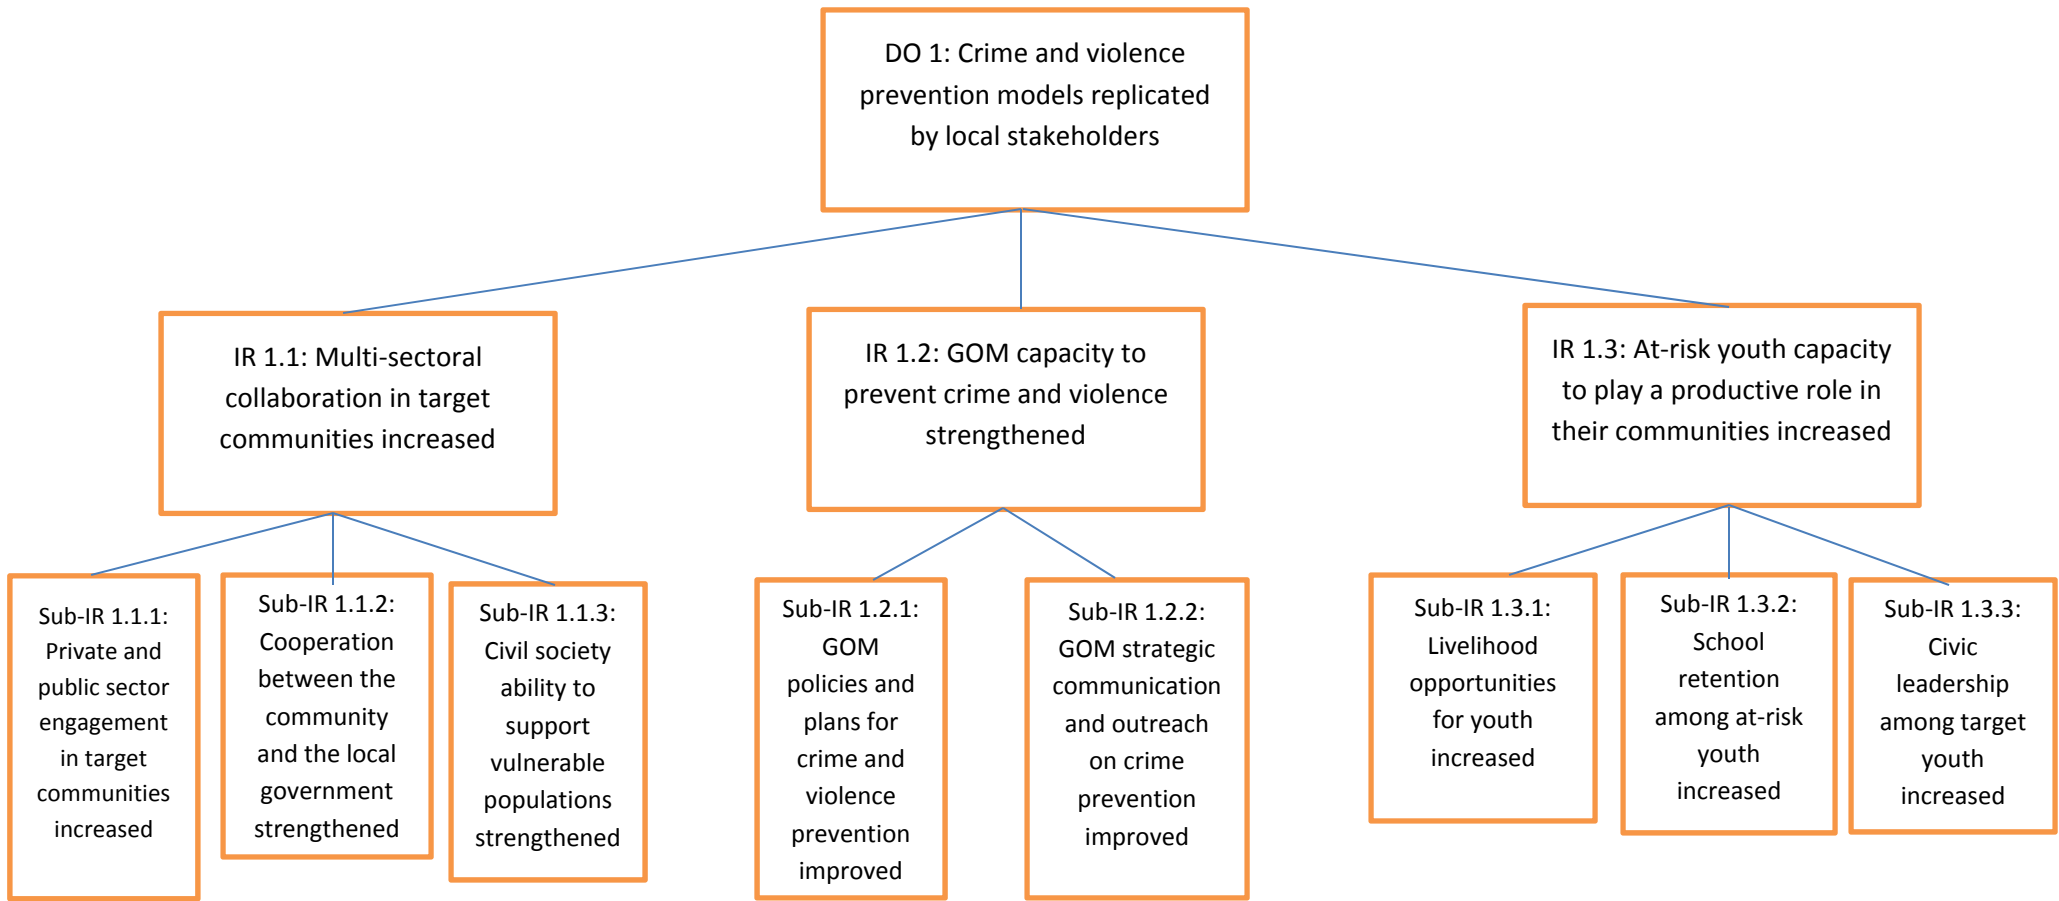 DO 1: Crime and violence
prevention models replicated
by local stakeholders
IR 1.1: Multi-sectoral
collaboration in target
communities increased
IR 1.2: GOM capacity to
prevent crime and violence
strengthened
IR 1.3: At-risk youth capacity
to play a productive role in
their communities increased
Sub-IR 1.1.1:
Private and
public sector
engagement
in target
communities
increased
Sub-IR 1.1.2:
Cooperation
between the
community
and the local
government
strengthened
Sub-IR 1.1.3:
Civil society
ability to
support
vulnerable
populations
strengthened
Sub-IR 1.2.1:
GOM
policies and
plans for
crime and
violence
prevention
improved
Sub-IR 1.2.2:
GOM strategic
communication
and outreach
on crime
prevention
improved
Sub-IR 1.3.1:
Livelihood
opportunities
for youth
increased
Sub-IR 1.3.2:
School
retention
among at-risk
youth
increased
Sub-IR 1.3.3:
Civic
leadership
among target
youth
increased